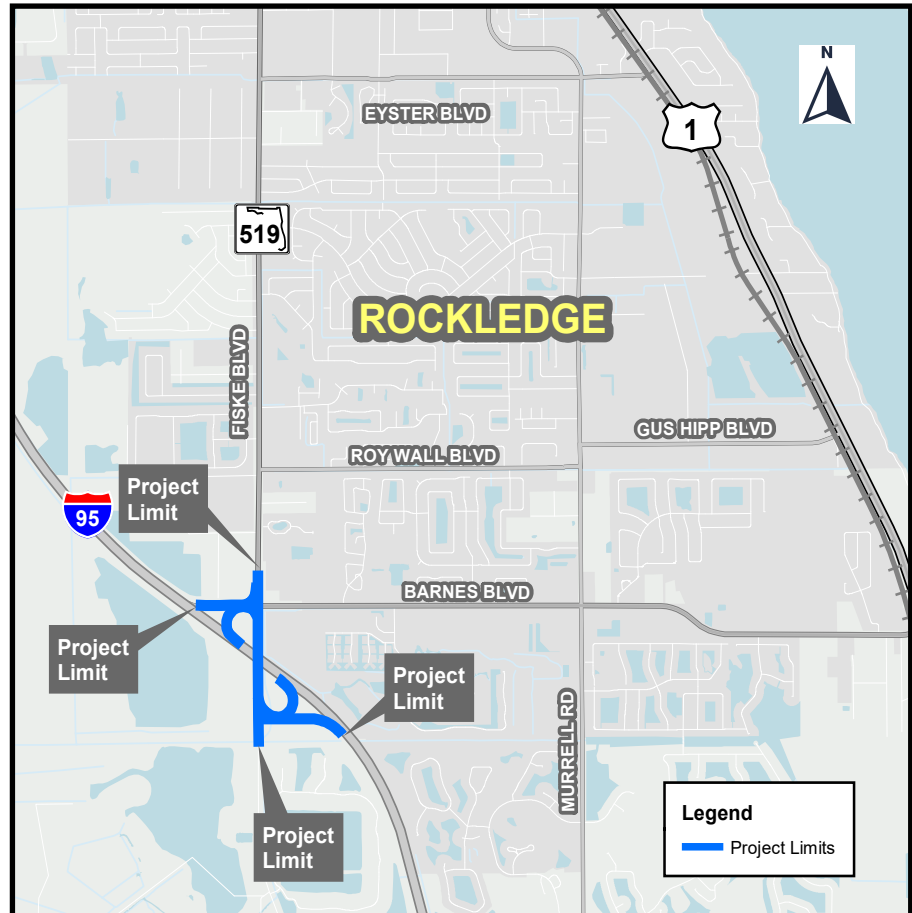 N
EYSTER BLVD
1
519
ROCKLEDGE
FISKE BLVD
GUS HIPP BLVD
ROY WALL BLVD
Project
Limit
95
BARNES BLVD
Project
Limit
Project
Limit
MURRELL RD
Project
Limit
Legend
Project Limits